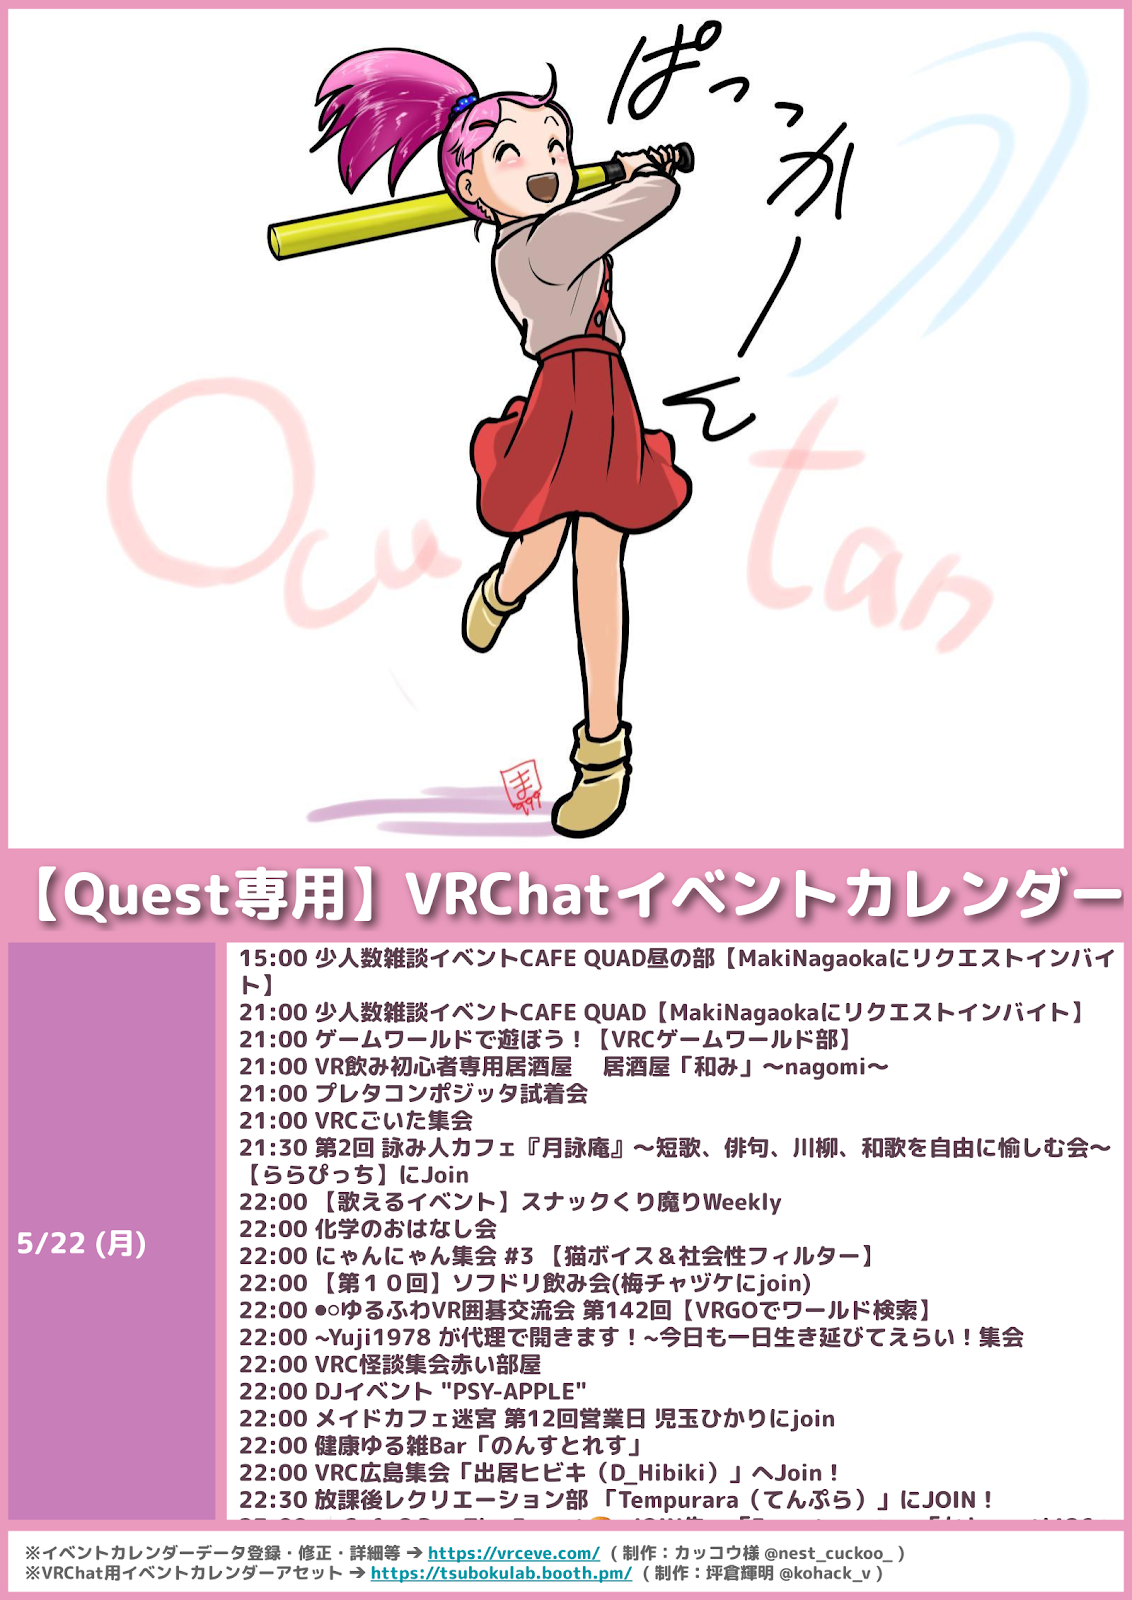 ぱっっかーーん
Ocu tan
ま
999
【Quest専用】VRChatイベントカレンダー
5/22 (月)
15:00 少人数雑談イベントCAFE QUAD昼の部【MakiNagaokaにリクエストインバイ
ト】
21:00 少人数雑談イベントCAFE QUAD【MakiNagaokaにリクエストインバイト】
21:00 ゲームワールドで遊ぼう！【VRCゲームワールド部】
21:00 VR飲み初心者専用居酒屋　居酒屋「和み」～nagomi～
21:00 プレタコンポジッタ試着会
21:00 VRCごいた集会
21:30 第2回 詠み人カフェ『月詠庵』～短歌、俳句、川柳、和歌を自由に愉しむ会～
【ららぴっち】にJoin
22:00 【歌えるイベント】スナックくり魔りWeekly
22:00 化学のおはなし会
22:00 にゃんにゃん集会 #3 【猫ボイス＆社会性フィルター】
22:00 【第１０回】ソフドリ飲み会(梅チャヅケにjoin)
22:00 ●○ゆるふわVR囲碁交流会 第142回【VRGOでワールド検索】
22:00 ~Yuji1978 が代理で開きます！~今日も一日生き延びてえらい！集会
22:00 VRC怪談集会赤い部屋
22:00 DJイベント "PSY-APPLE"
22:00 メイドカフェ迷宮 第12回営業日 児玉ひかりにjoin
22:00 健康ゆる雑Bar「のんすとれす」
22:00 VRC広島集会「出居ヒビキ（D_Hibiki）」へJoin！
22:30 放課後レクリエーション部 「Tempurara（てんぷら）」にJOIN！
※イベントカレンダーデータ登録・修正・詳細等 ➔ https://vrceve.com/ ( 制作：カッコウ様 @nest_cuckoo_ )
※VRChat用イベントカレンダーアセット ➔ https://tsubokulab.booth.pm/ ( 制作：坪倉輝明 @kohack_v )